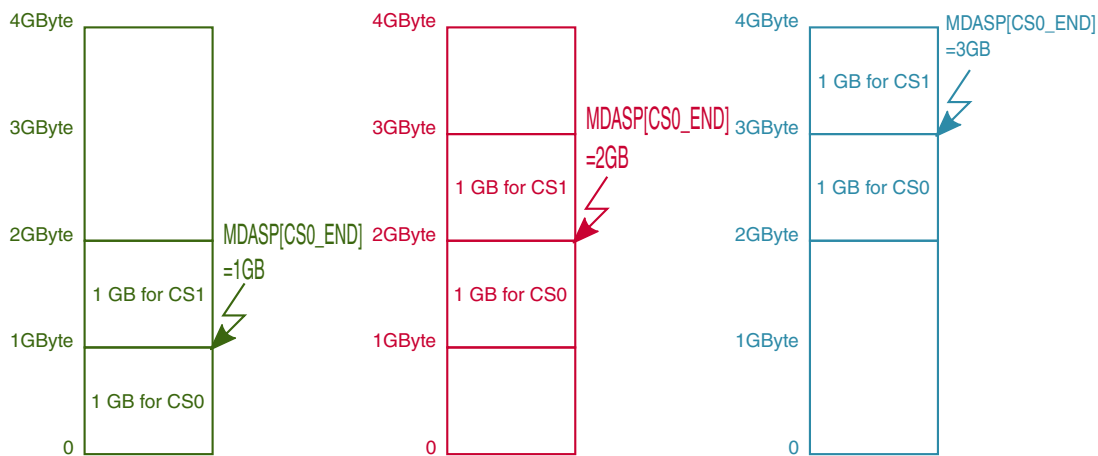 4GByte
3GByte
2GByte
MDASP[CS0_END]
=1GB
1 GB for CS1
1GByte
1 GB for CS0
0
4GByte
3GByte
MDASP[CS0_END]
=2GB
1 GB for CS1
2GByte
1 GB for CS0
1GByte
0
4GByte
MDASP[CS0_END]
=3GB
1 GB for CS1
3GByte
1 GB for CS0
2GByte
1GByte
0